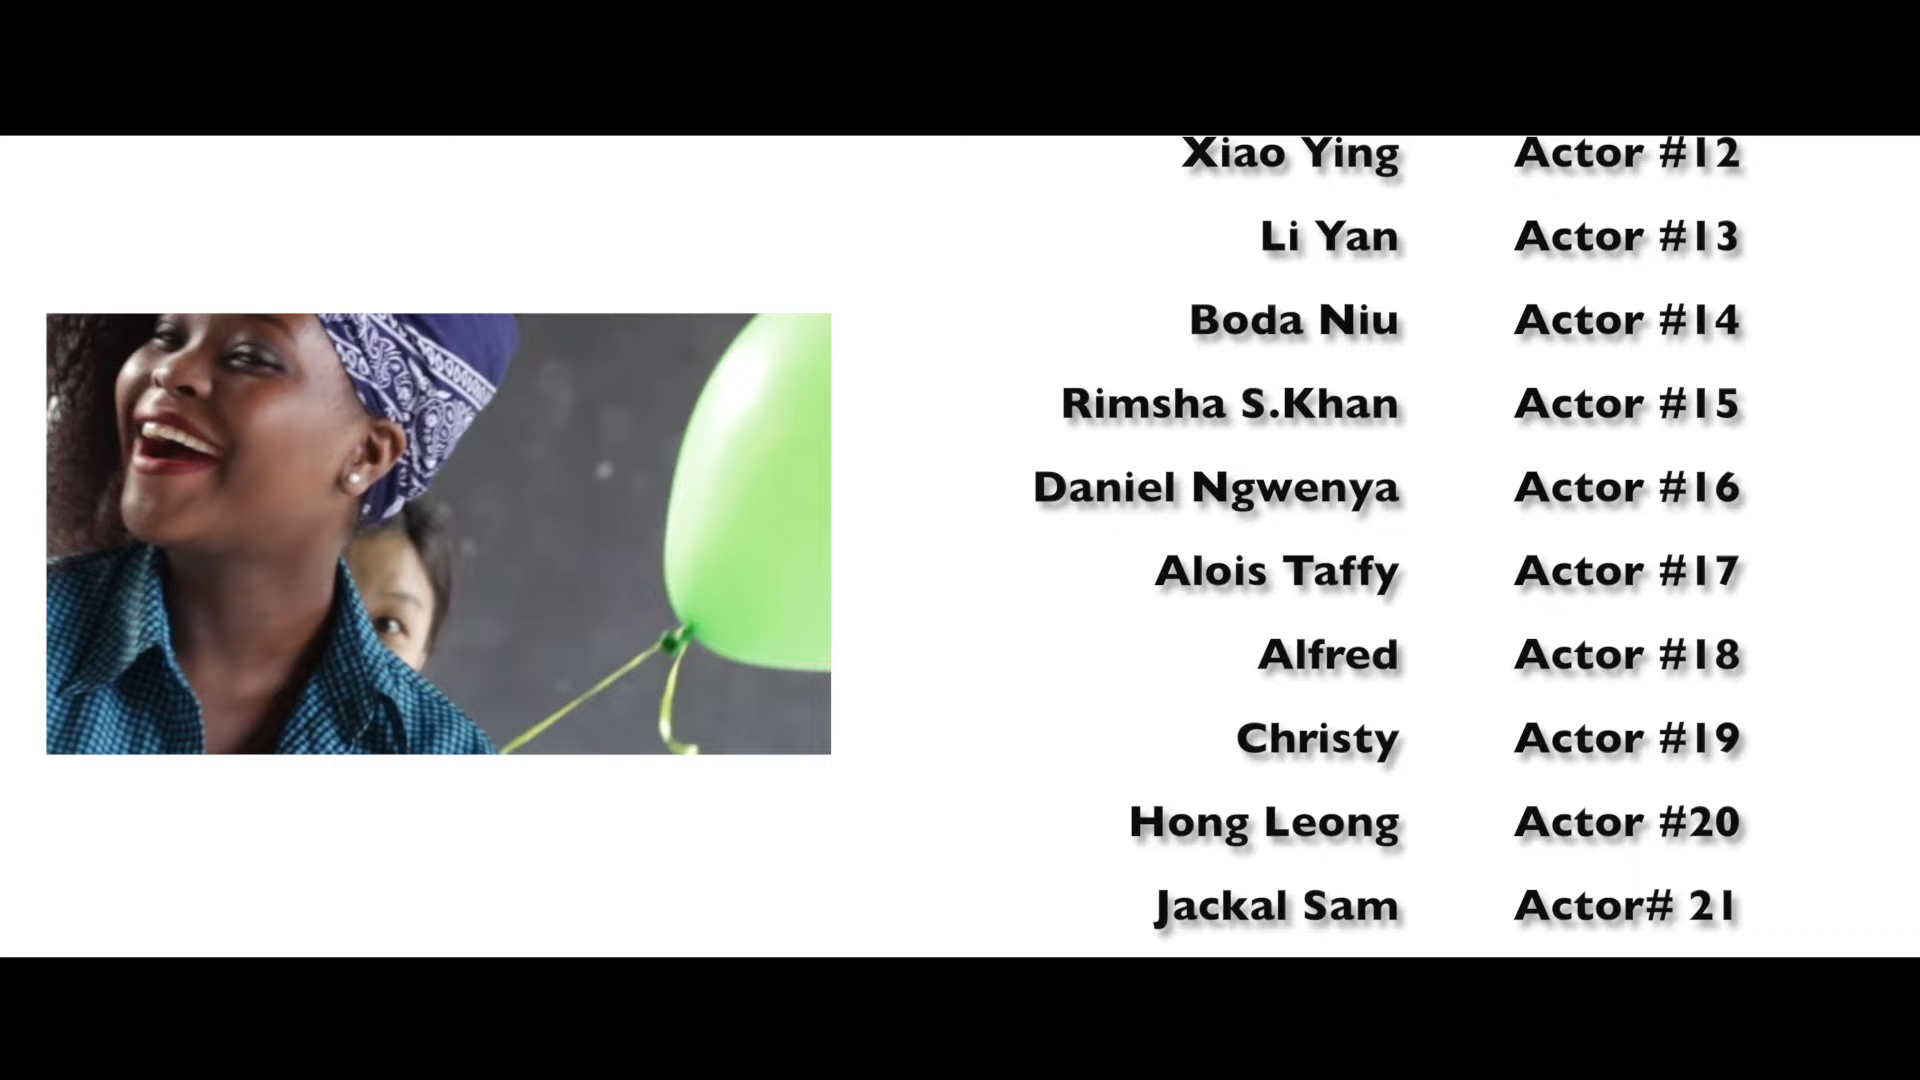 Xiao Ying Actor #12
Li Yan Actor #13
Boda Niu Actor #14
Rimsha S.Khan Actor #15
Daniel Ngwenya Actor #16
Alois Taffy Actor #17
Alfred Actor #18
Christy Actor #19
Hong Leong Actor #20
Jackal Sam Actor# 21